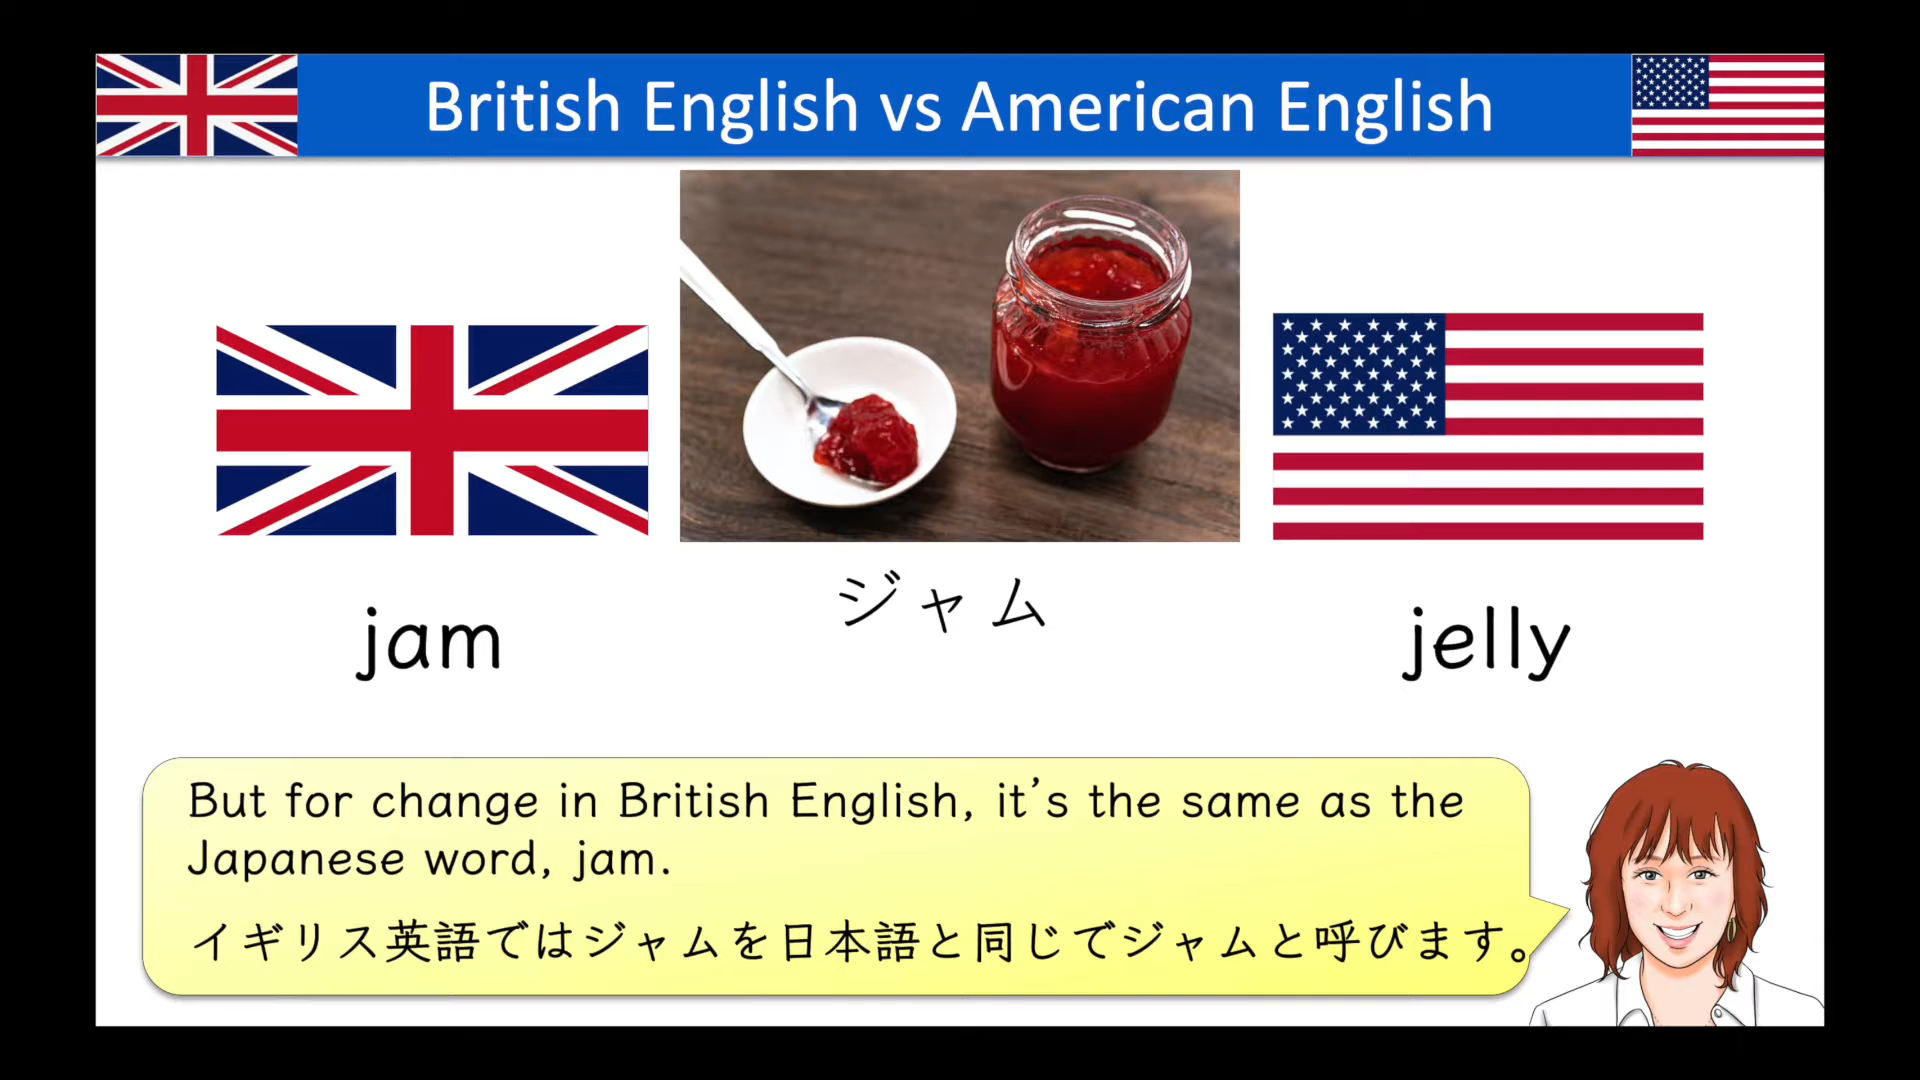 British English vs American English
ジャム
jam
jelly
But for change in British English, it's the same as the
Japanese word, jam.
イギリス英語ではジャムを日本語と同じでジャムと呼びます。